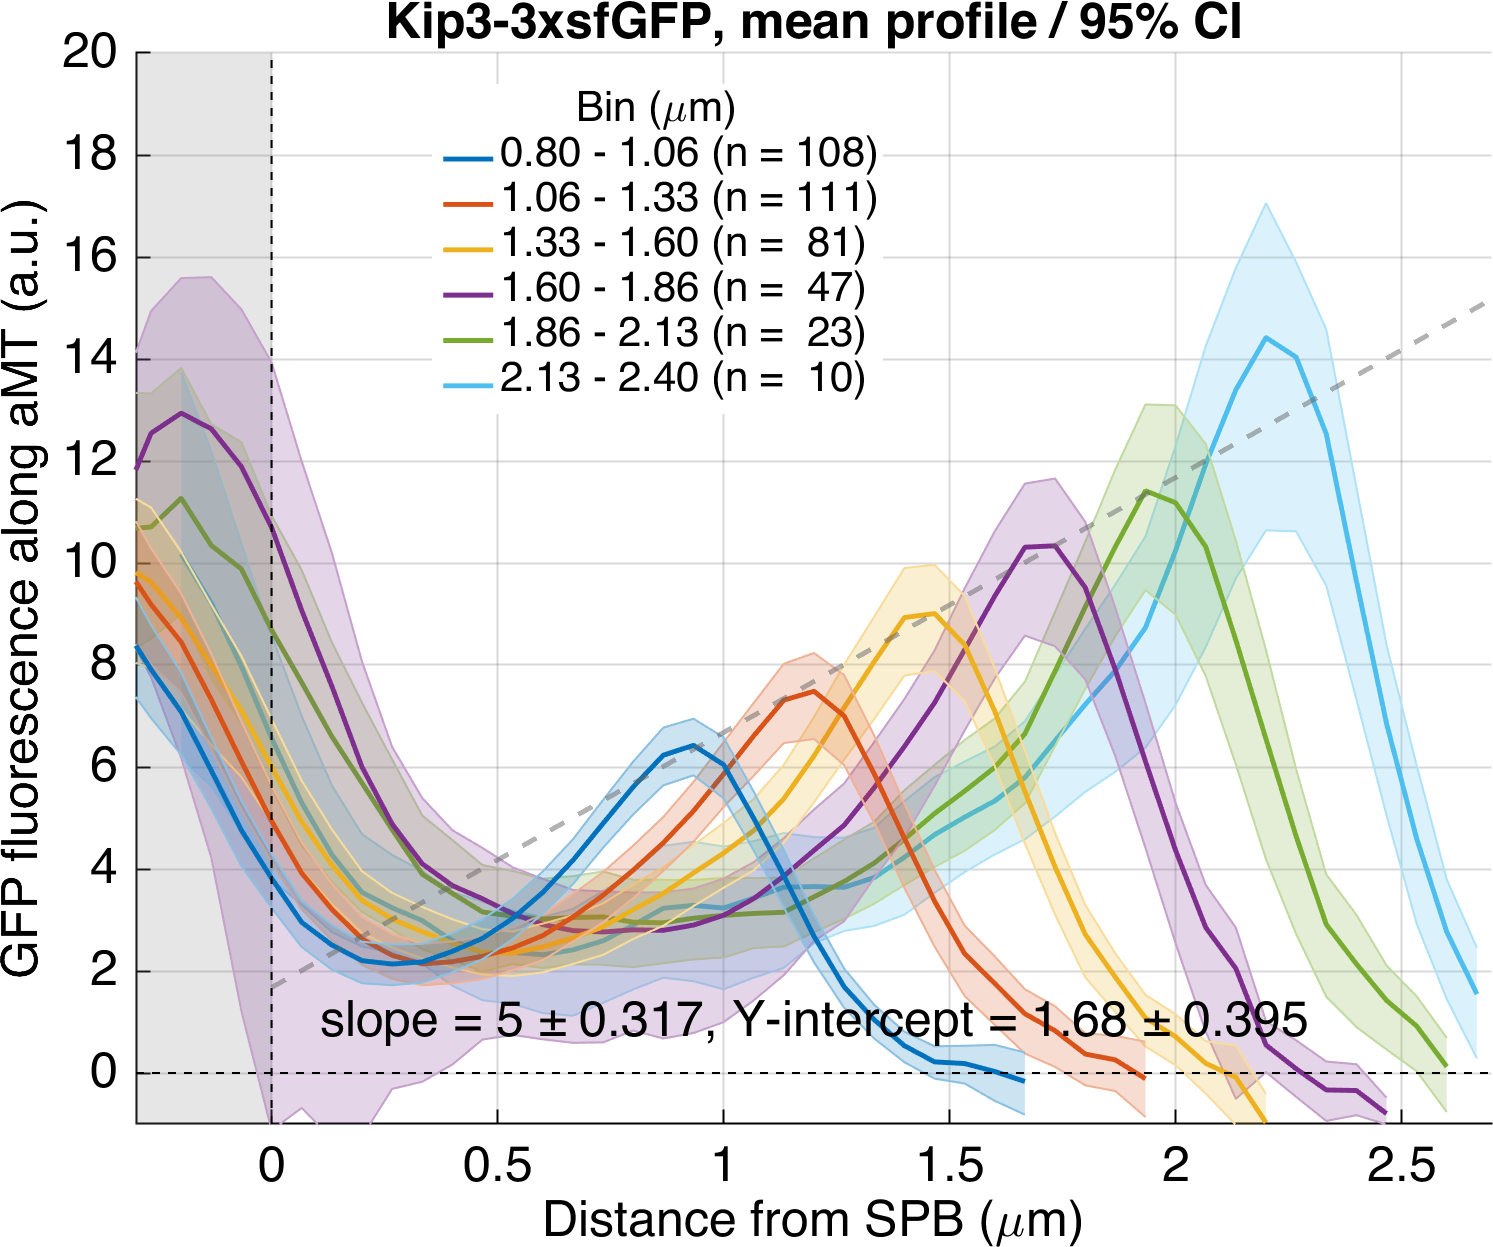 Kip3-3xsfGFP, mean profile / 95% CI
20
18
16
14
12
10
8
6
4
2
0
GFP fluorescence along aMT (a.u.)
Bin (μm)
0.80 - 1.06 (n = 108)
1.06 - 1.33 (n = 111)
1.33 - 1.60 (n = 81)
1.60 - 1.86 (n = 47)
1.86 - 2.13 (n = 23)
2.13 - 2.40 (n = 10)
slope = 5 ± 0.317, Y-intercept = 1.68 ± 0.395
0 0.5 1 1.5 2 2.5
Distance from SPB (μm)